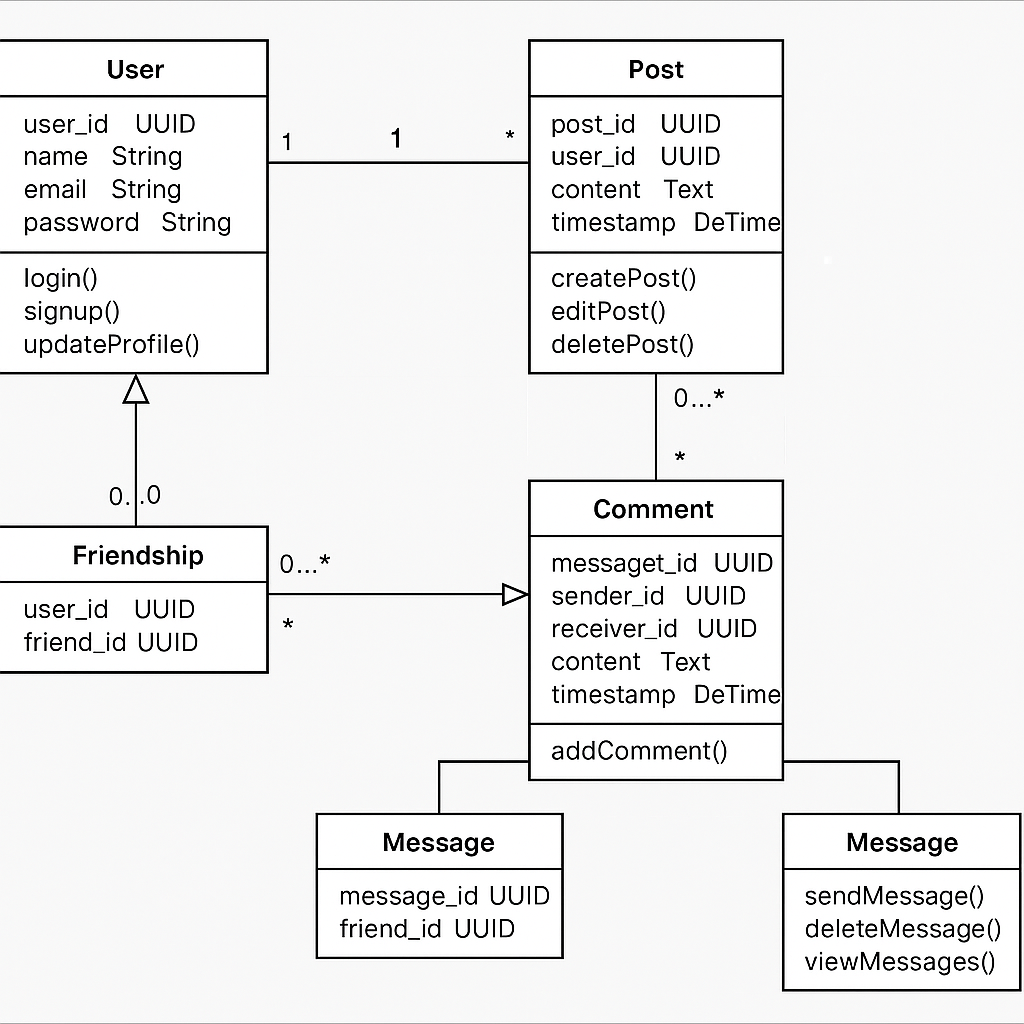 User
user_id UUID
name String
email String
password String
login()
signup()
updateProfile()
1 1 *
Post
post_id UUID
user_id UUID
content Text
timestamp DeTime
createPost()
editPost()
deletePost()
0...*
*
0...0
Friendship
user_id UUID
friend_id UUID
0...*
*
Comment
messaget_id UUID
sender_id UUID
receiver_id UUID
content Text
timestamp DeTime
addComment()
Message
message_id UUID
friend_id UUID
Message
sendMessage()
deleteMessage()
viewMessages()